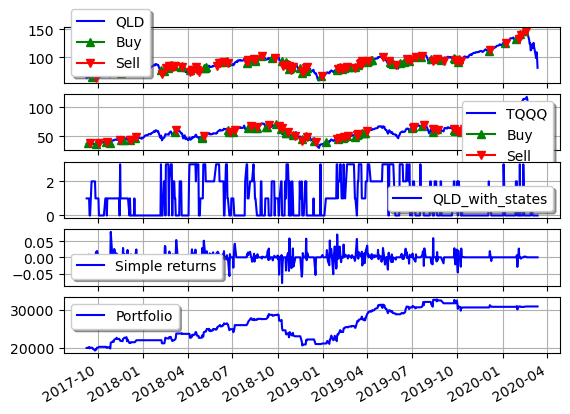 150
100
QLD
Buy
Sell
100
50
TQQQ
Buy
Sell
2
0
QLD_with_states
0.05
0.00
−0.05
Simple returns
30000
20000
Portfolio
2017-10
2018-01
2018-04
2018-07
2018-10
2019-01
2019-04
2019-07
2019-10
2020-01
2020-04